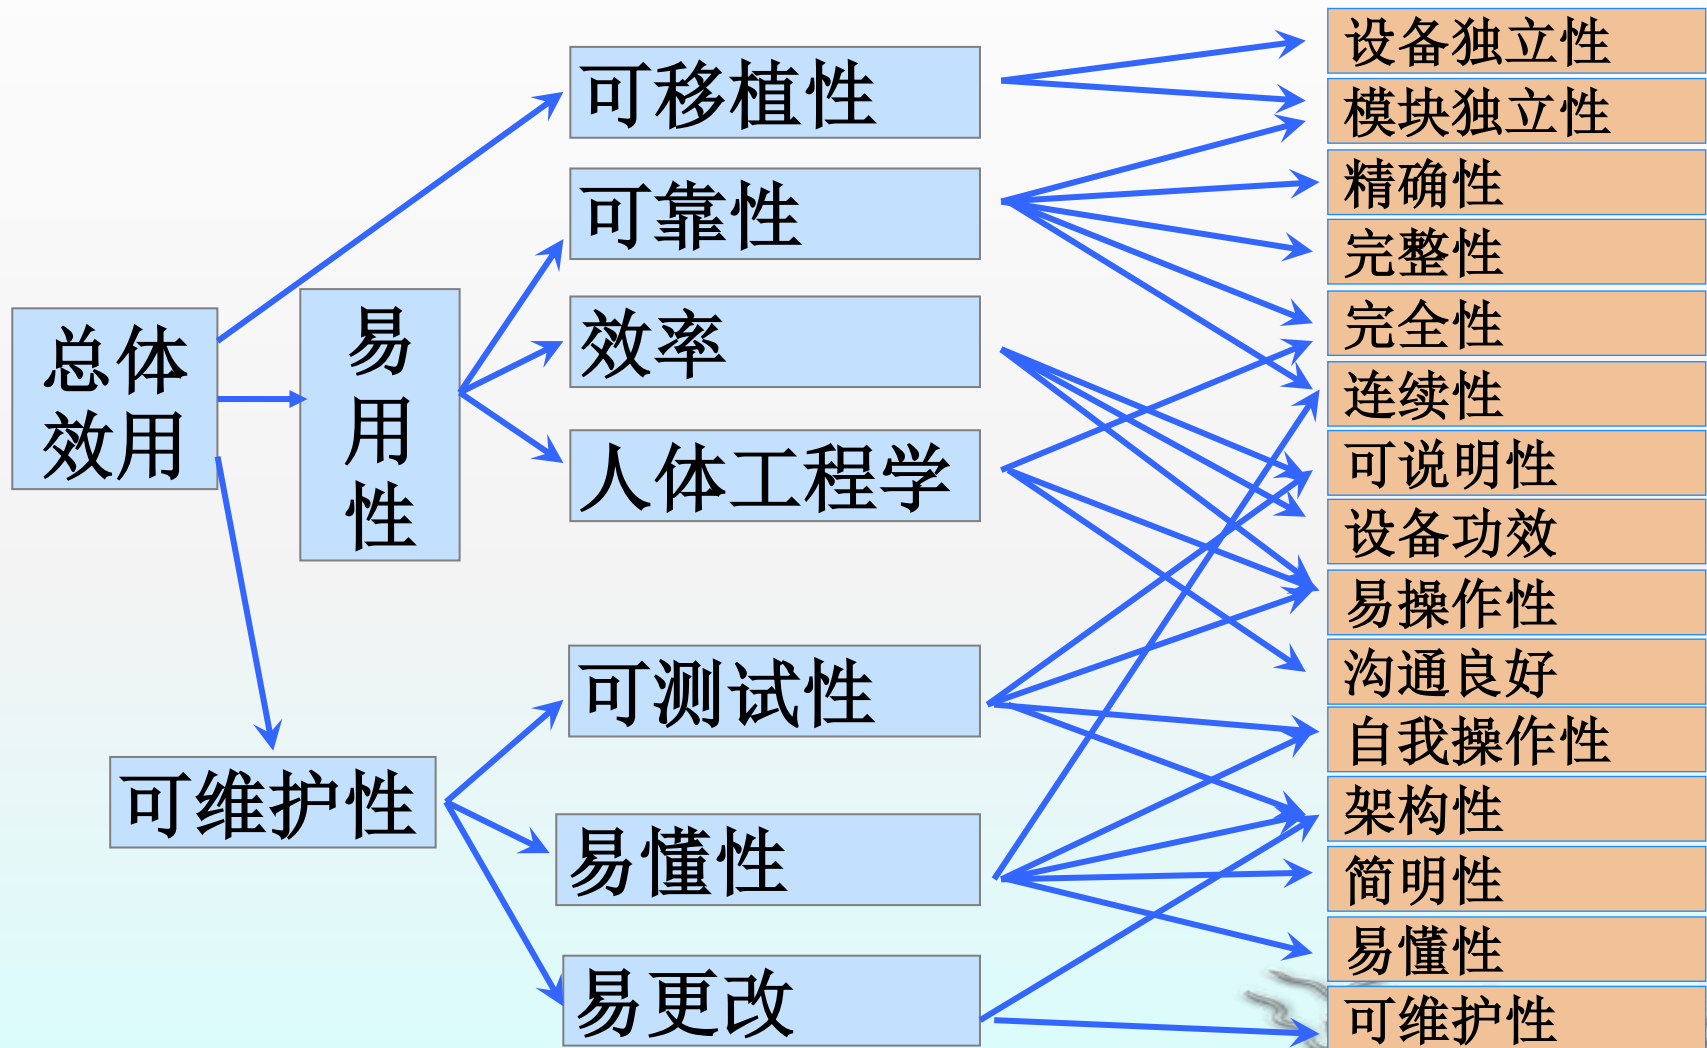 总体
效用
易
用
性
可维护性
可移植性
可靠性
效率
人体工程学
可测试性
易懂性
易更改
设备独立性
模块独立性
精确性
完整性
完全性
连续性
可说明性
设备功效
易操作性
沟通良好
自我操作性
架构性
简明性
易懂性
可维护性